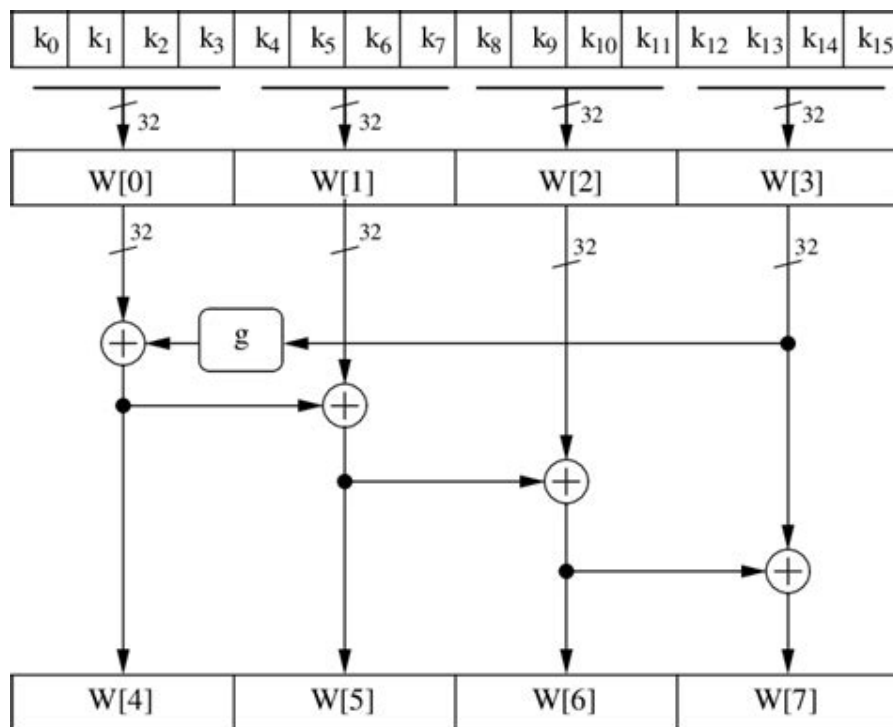 k₀ k₁ k₂ k₃ k₄ k₅ k₆ k₇ k₈ k₉ k₁₀ k₁₁ k₁₂ k₁₃ k₁₄ k₁₅
32 32 32 32
W[0] W[1] W[2] W[3]
32 32 32 32
g
W[4] W[5] W[6] W[7]